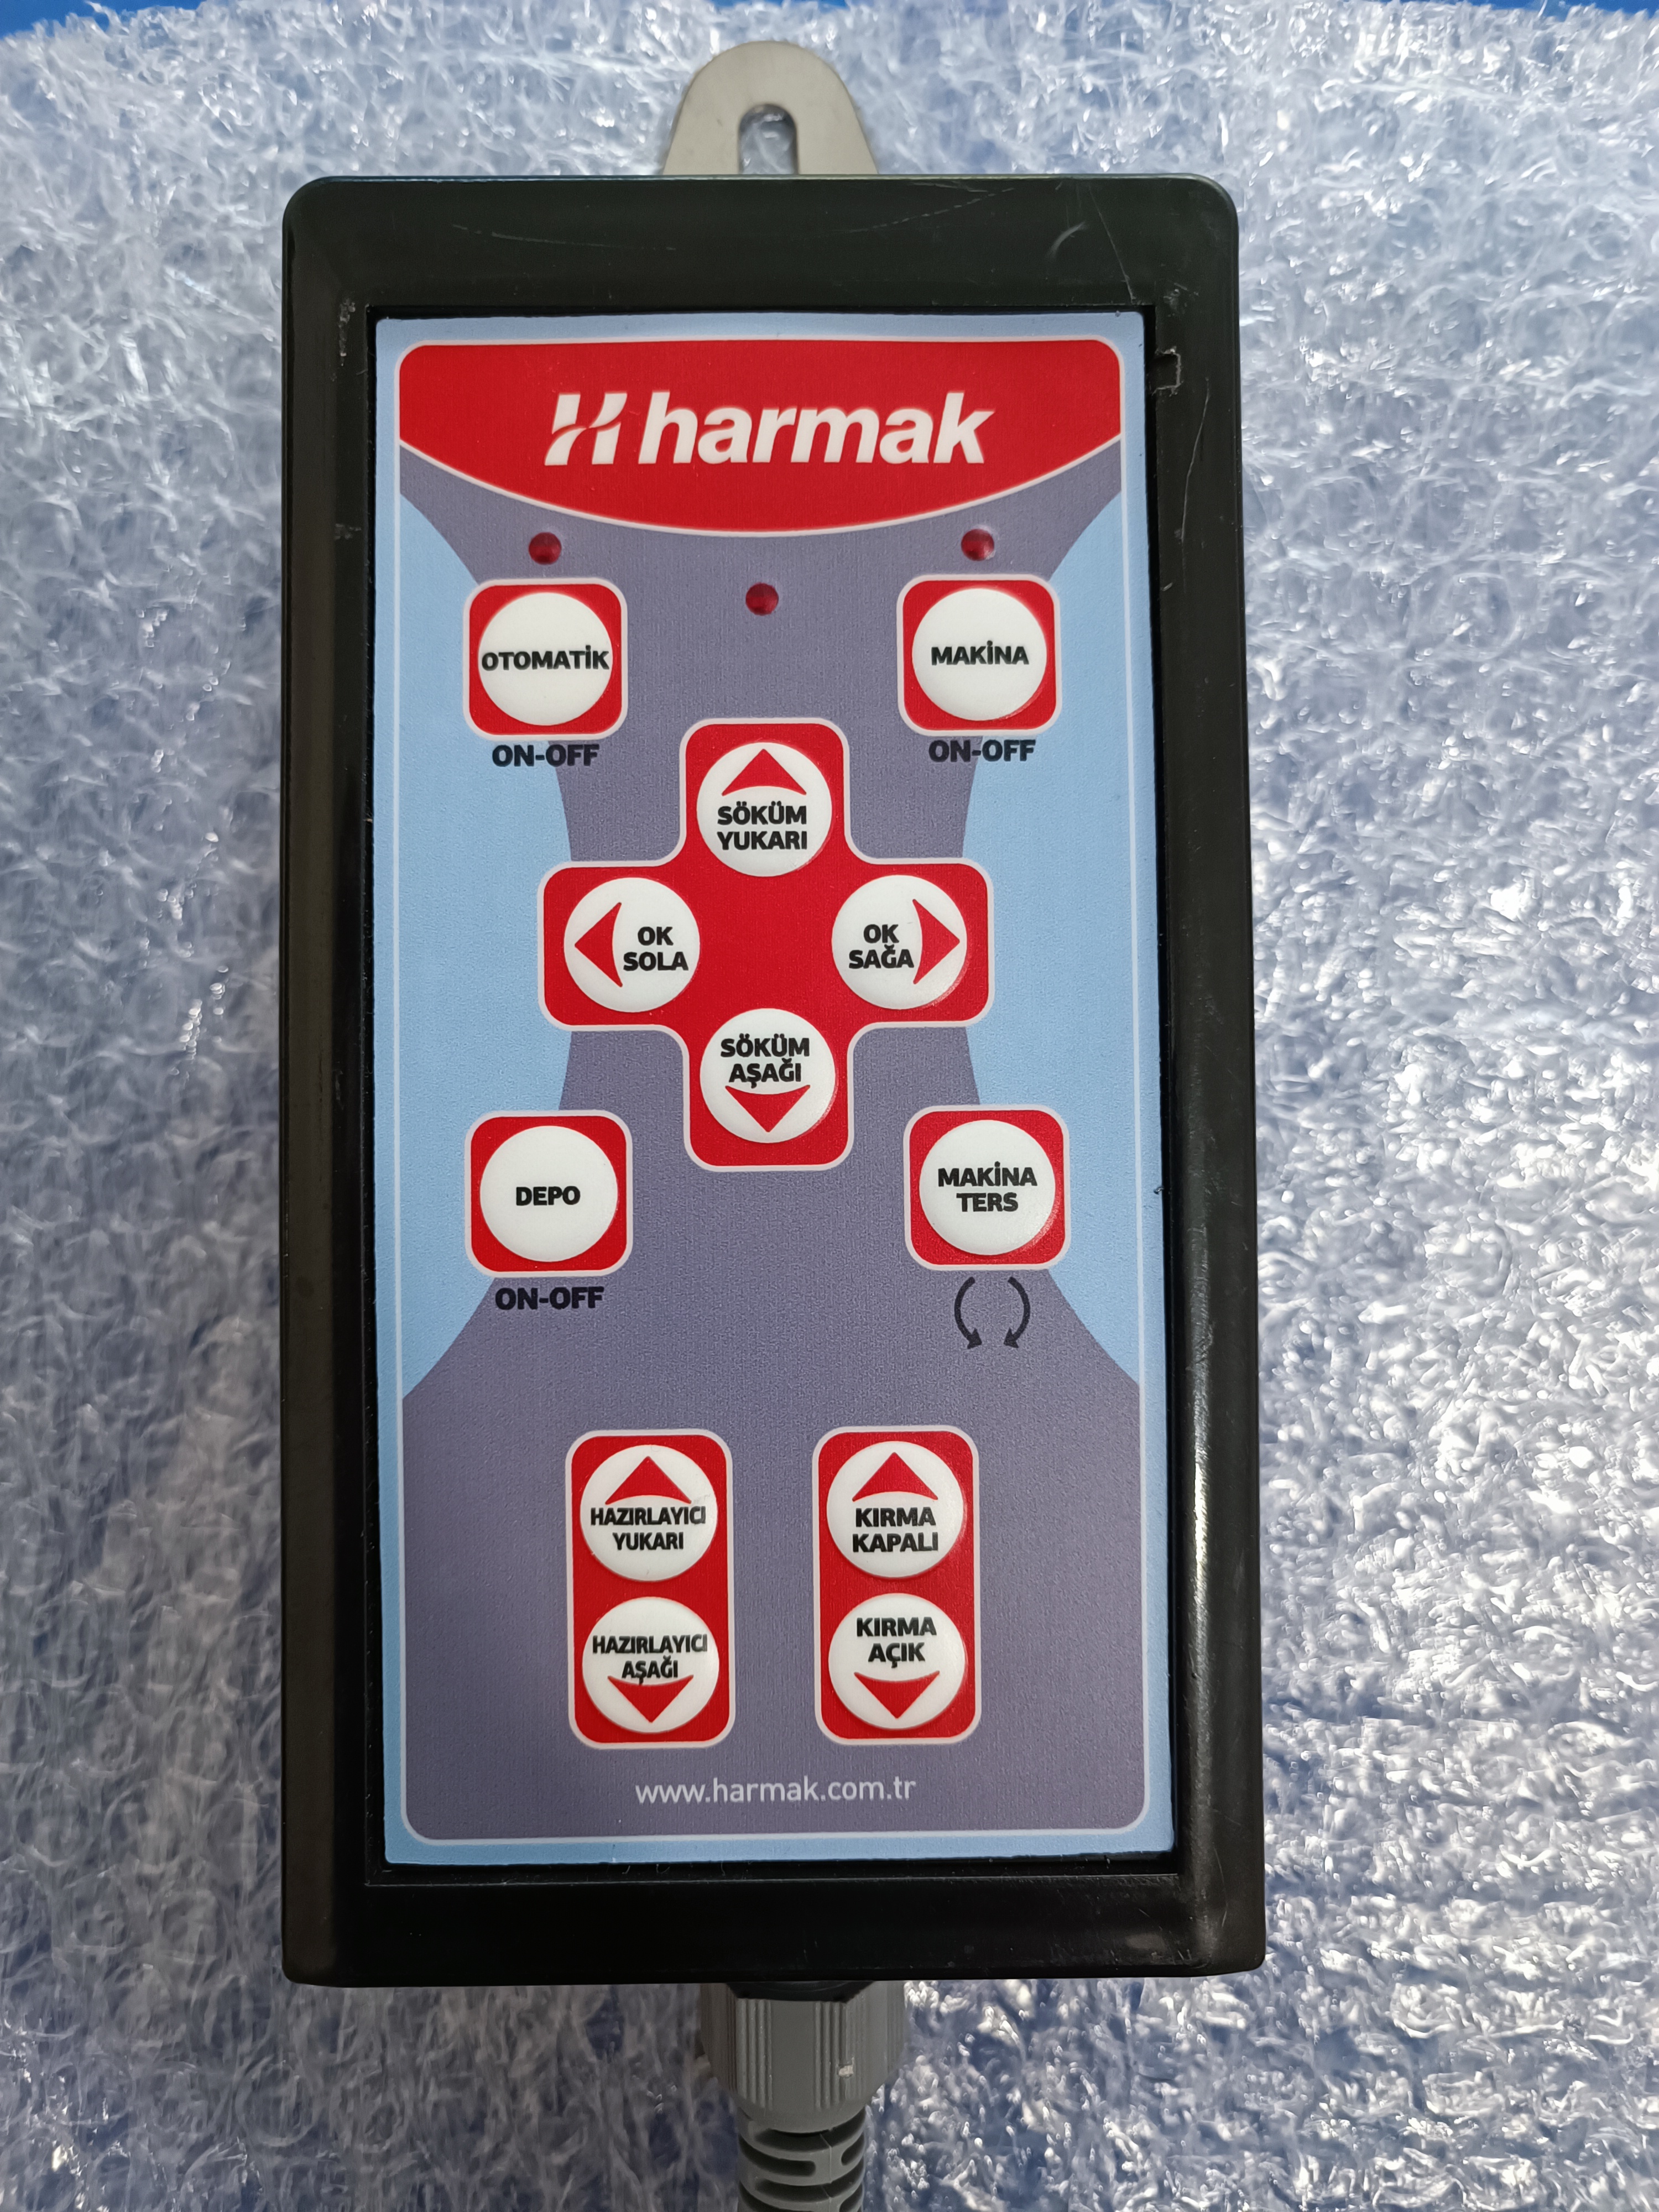 harmak
OTOMATİK
MAKİNA
ON-OFF
ON-OFF
SÖKÜM
YUKARI
OK
SOLA
OK
SAĞA
SÖKÜM
AŞAĞI
DEPO
MAKİNA
TERS
ON-OFF
HAZIRLAYICI
YUKARI
KIRMA
KAPALI
HAZIRLAYICI
AŞAĞI
KIRMA
AÇIK
www.harmak.com.tr